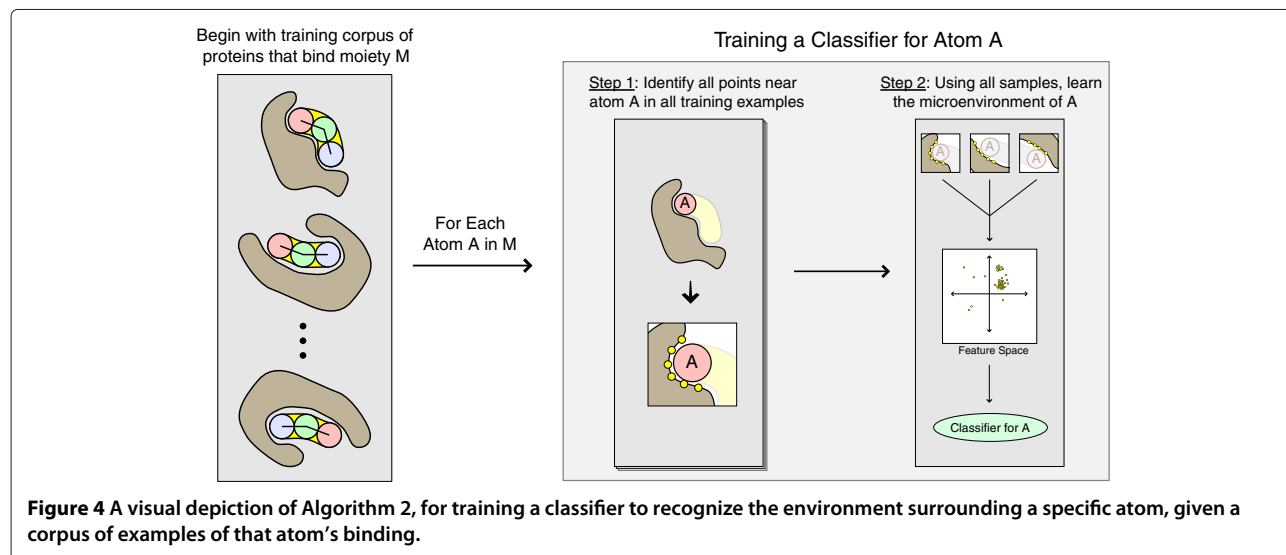 Begin with training corpus of
proteins that bind moiety M
For Each
Atom A in M
Training a Classifier for Atom A
Step 1: Identify all points near
atom A in all training examples
A
A
Step 2: Using all samples, learn
the microenvironment of A
A
A
A
Feature Space
Classifier for A
Figure 4 A visual depiction of Algorithm 2, for training a classifier to recognize the environment surrounding a specific atom, given a
corpus of examples of that atom’s binding.